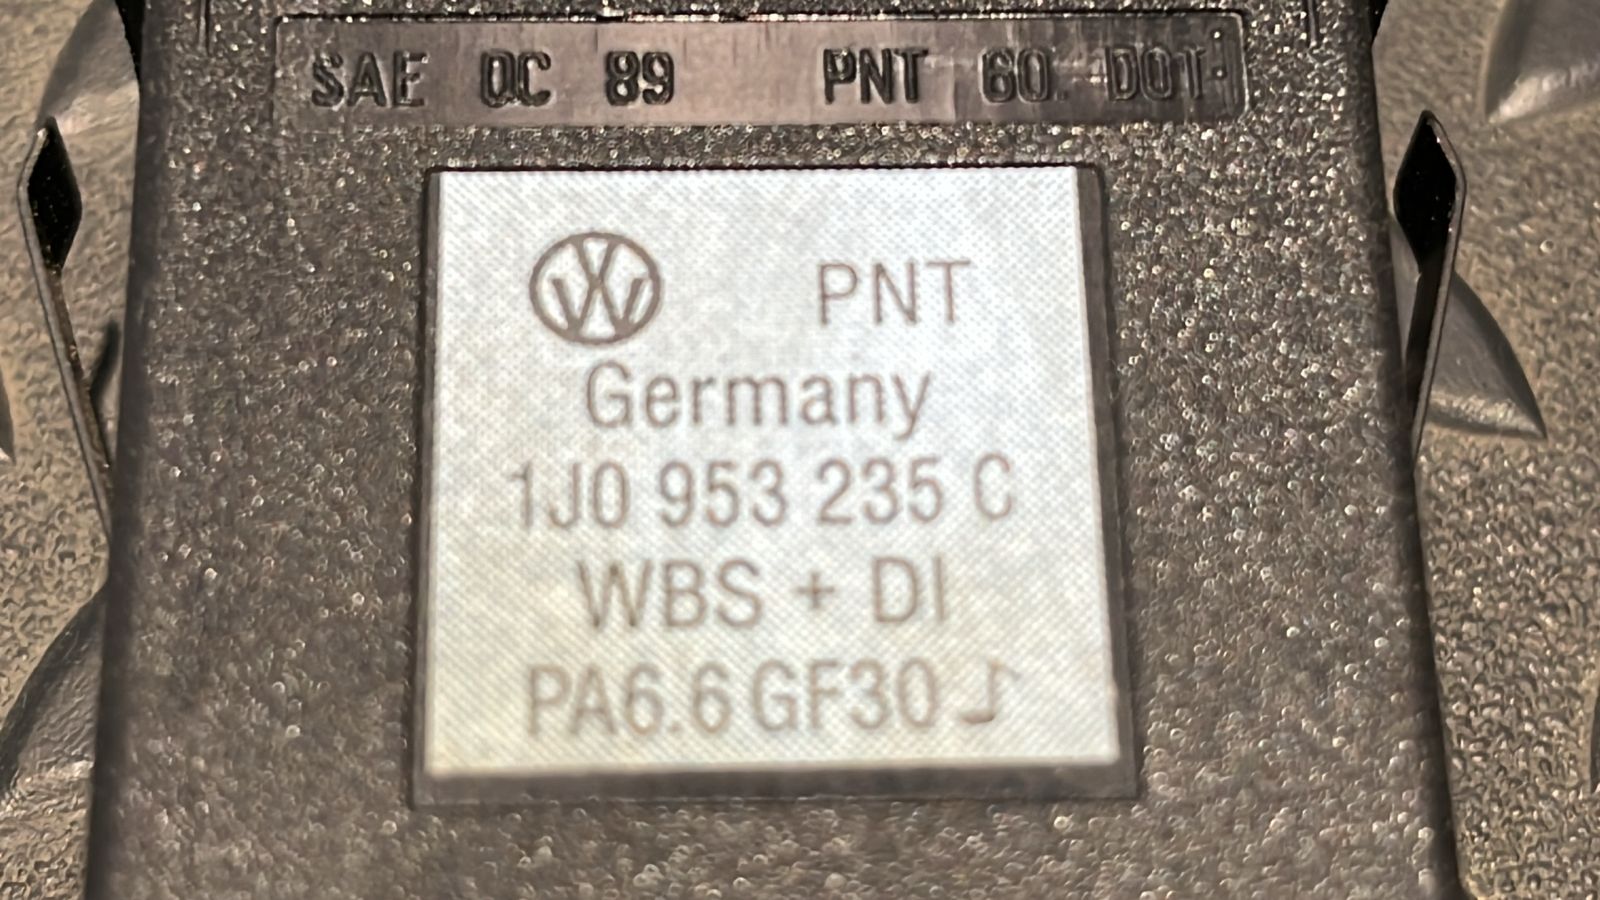 SAE QC 89 PNT 60. DOT.
PNT
Germany
1J0 953 235 C
WBS + DI
PA6.6 GF30